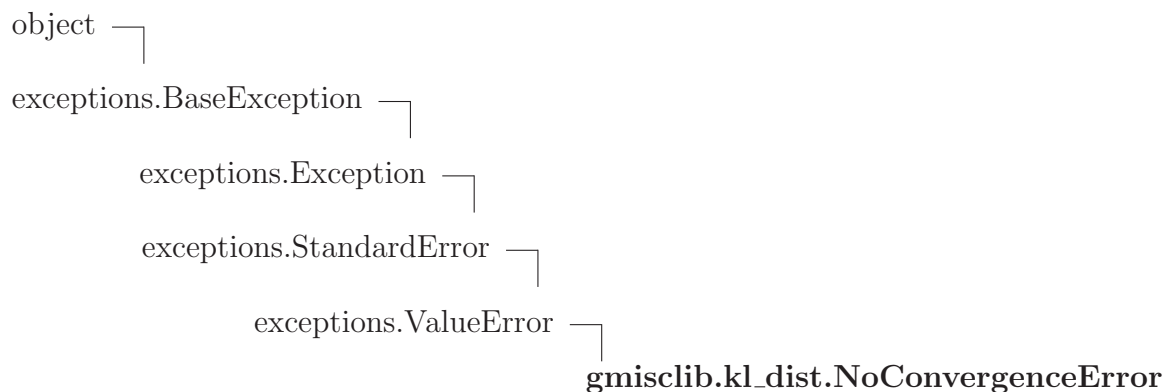 object
exceptions.BaseException
exceptions.Exception
exceptions.StandardError
exceptions.ValueError
gmisclib.kl_dist.NoConvergenceError